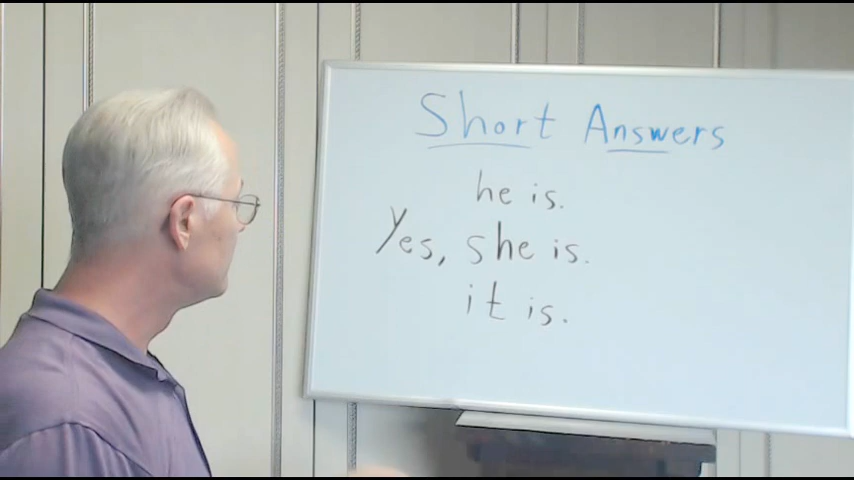 Short Answers
he is.
Yes, she is.
it is.